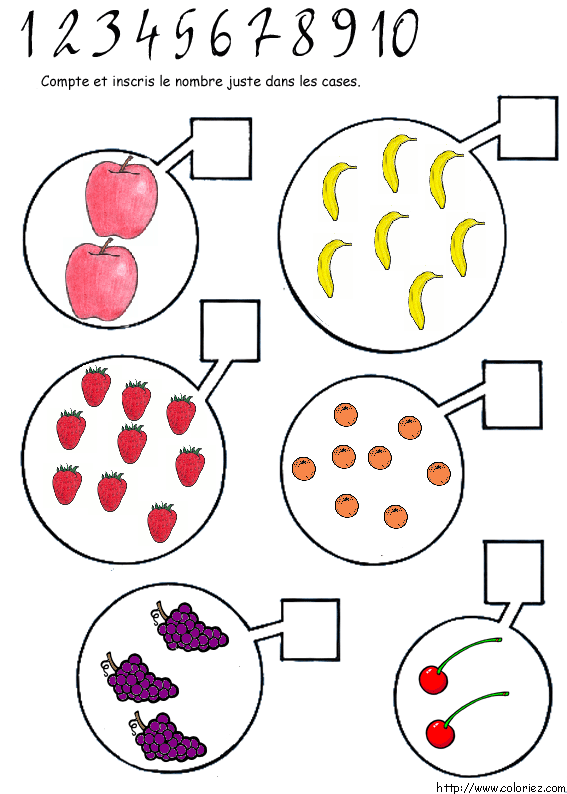 1 2 3 4 5 6 7 8 9 10
Compte et inscris le nombre juste dans les cases.
http://www.coloriez.com